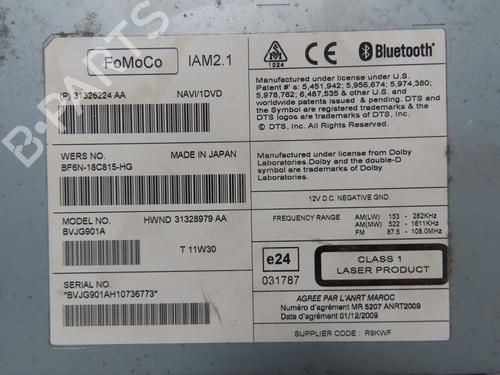 FoMoCo IAM2.1
(P) 31326224 AA NAVI/1DVD
WERS NO. MADE IN JAPAN
BF6N-18C815-HG
MODEL NO. HWND 31328979 AA
BVJG901A
T 11W30
SERIAL NO.
*BVJG901AH10736773*
1024 CE Bluetooth
Manufactured under license under U.S.
Patent #' s : 5,451,942; 5,956,674; 5,974,380;
5,978,762; 6,487,535 & other U.S. and worldwide
patents issued & pending. DTS and the
Symbol are registered trademarks & the
DTS logos are trademarks of DTS, Inc.
© DTS, Inc. All Rights Reserved.
Manufactured under license from Dolby
Laboratories. Dolby and the double-D
symbol are trademarks of Dolby
Laboratories.
12V D.C. NEGATIVE GND.
FREQUENCY RANGE AM(LW) 153 - 282KHz
AM(MW) 522 - 1611KHz
FM 87.5 - 108.0MHz
e24
031787
CLASS 1
LASER PRODUCT
AGREE PAR L'ANRT MAROC
Numéro d'agrément MR 5207 ANRT2009
Date d'agrément 01/12/2009
SUPPLIER CODE : R9KWF
B-PARTS